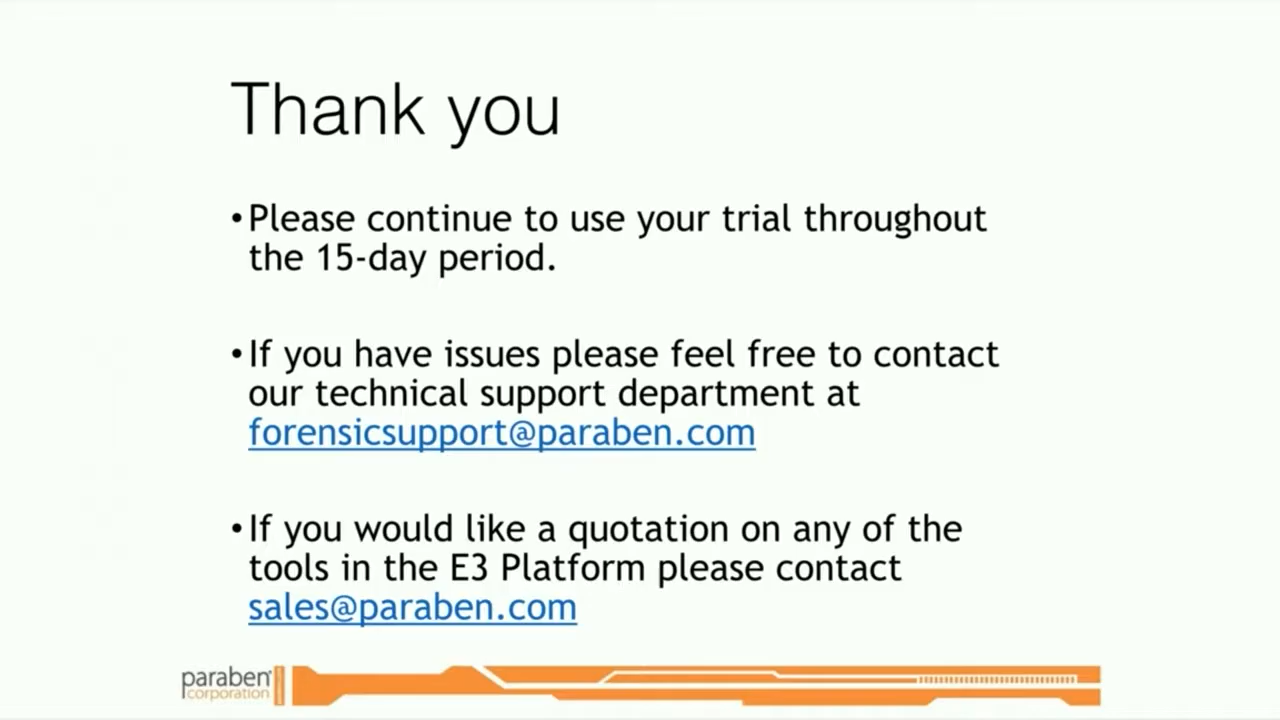 Thank you
•Please continue to use your trial throughout
the 15-day period.
•If you have issues please feel free to contact
our technical support department at
forensicsupport@paraben.com
•If you would like a quotation on any of the
tools in the E3 Platform please contact
sales@paraben.com
paraben
corporation